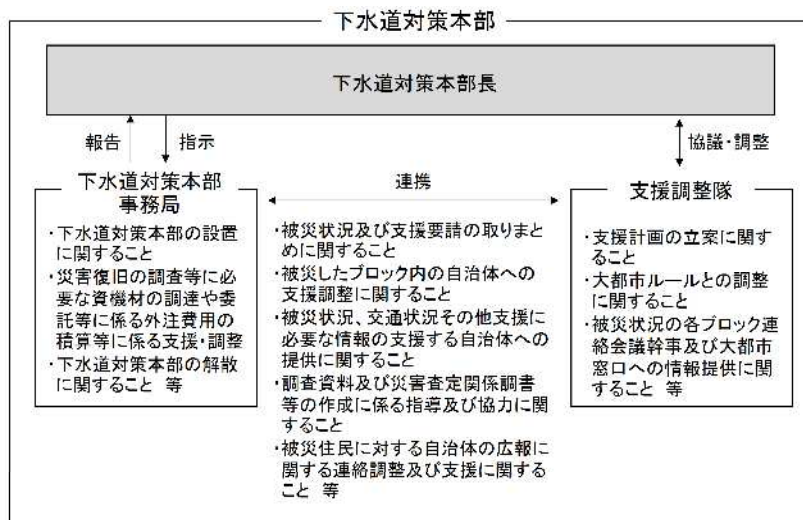 下水道対策本部
下水道対策本部長
報告
指示
協議・調整
下水道対策本部
事務局
・下水道対策本部の設置
に関すること
・災害復旧の調査等に必
要な資機材の調達や委
託等に係る外注費用の
積算等に係る支援・調整
・下水道対策本部の解散
に関すること 等
連携
・被災状況及び支援要請の取りまと
めに関すること
・被災したブロック内の自治体への
支援調整に関すること
・被災状況、交通状況その他支援に
必要な情報の支援する自治体への
提供に関すること
・調査資料及び災害査定関係調書
等の作成に係る指導及び協力に関
すること
・被災住民に対する自治体の広報に
関する連絡調整及び支援に関する
こと 等
支援調整隊
・支援計画の立案に関す
ること
・大都市ルールとの調整
に関すること
・被災状況の各ブロック連
絡会議幹事及び大都市
窓口への情報提供に関
すること 等